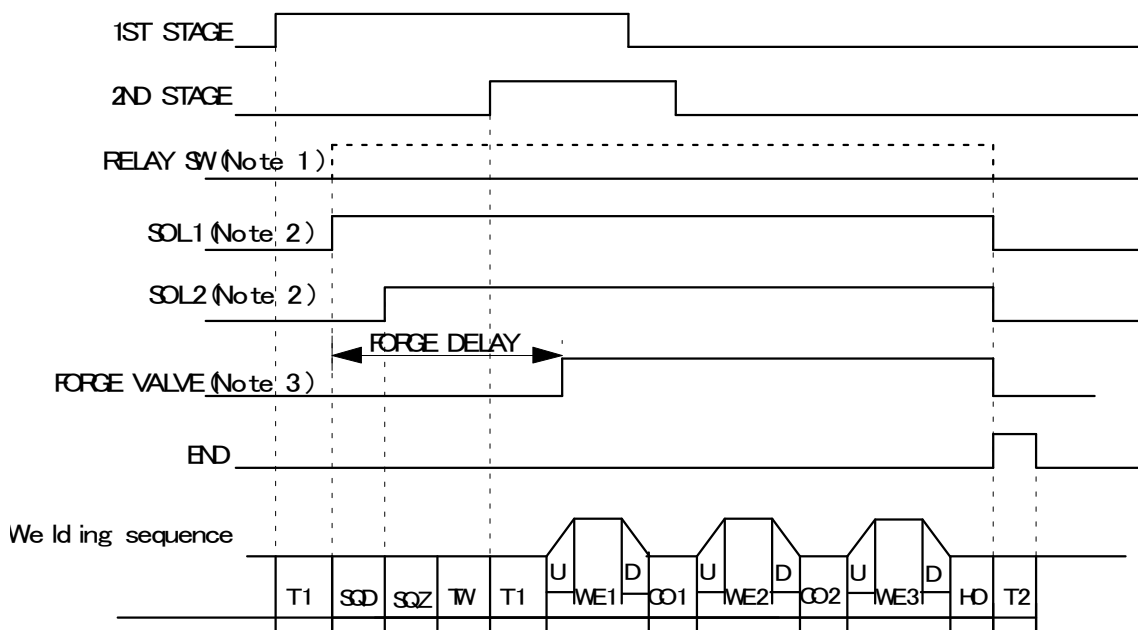 1ST STAGE
2ND STAGE
RELAY SW(Note 1)
SOL1(Note 2)
SOL2(Note 2)
FORGE DELAY
FORGE VALVE(Note 3)
END
Welding sequence
U D U D U D
T1 SQD SQZ TW T1 WE1 CO1 WE2 CO2 WE3 HO T2